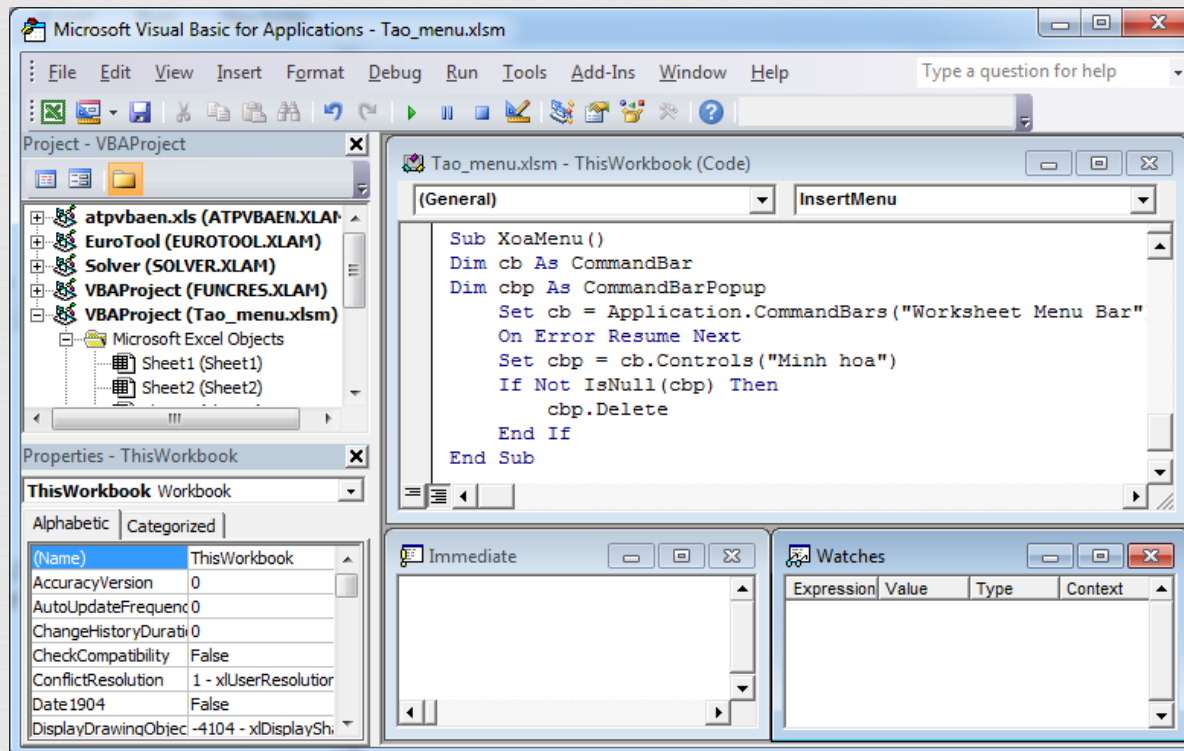 Microsoft Visual Basic for Applications - Tao_menu.xlsm
File Edit View Insert Format Debug Run Tools Add-Ins Window Help Type a question for help
Project - VBAProject
atpvbaen.xls (ATPVBAEN.XLAM
EuroTool (EUROTOOL.XLAM)
Solver (SOLVER.XLAM)
VBAProject (FUNCRES.XLAM)
VBAProject (Tao_menu.xlsm)
Microsoft Excel Objects
Sheet1 (Sheet1)
Sheet2 (Sheet2)
Properties - ThisWorkbook
ThisWorkbook Workbook
Alphabetic Categorized
(Name) ThisWorkbook
AccuracyVersion 0
AutoUpdateFrequenc 0
ChangeHistoryDurati 0
CheckCompatibility False
ConflictResolution 1 - xlUserResolution
Date1904 False
DisplayDrawingObjec -4104 - xlDisplaySha
Tao_menu.xlsm - ThisWorkbook (Code)
(General) InsertMenu
Sub XoaMenu()
Dim cb As CommandBar
Dim cbp As CommandBarPopup
Set cb = Application.CommandBars("Worksheet Menu Bar"
On Error Resume Next
Set cbp = cb.Controls("Minh hoa")
If Not IsNull(cbp) Then
cbp.Delete
End If
End Sub
Immediate
Watches
Expression Value Type Context